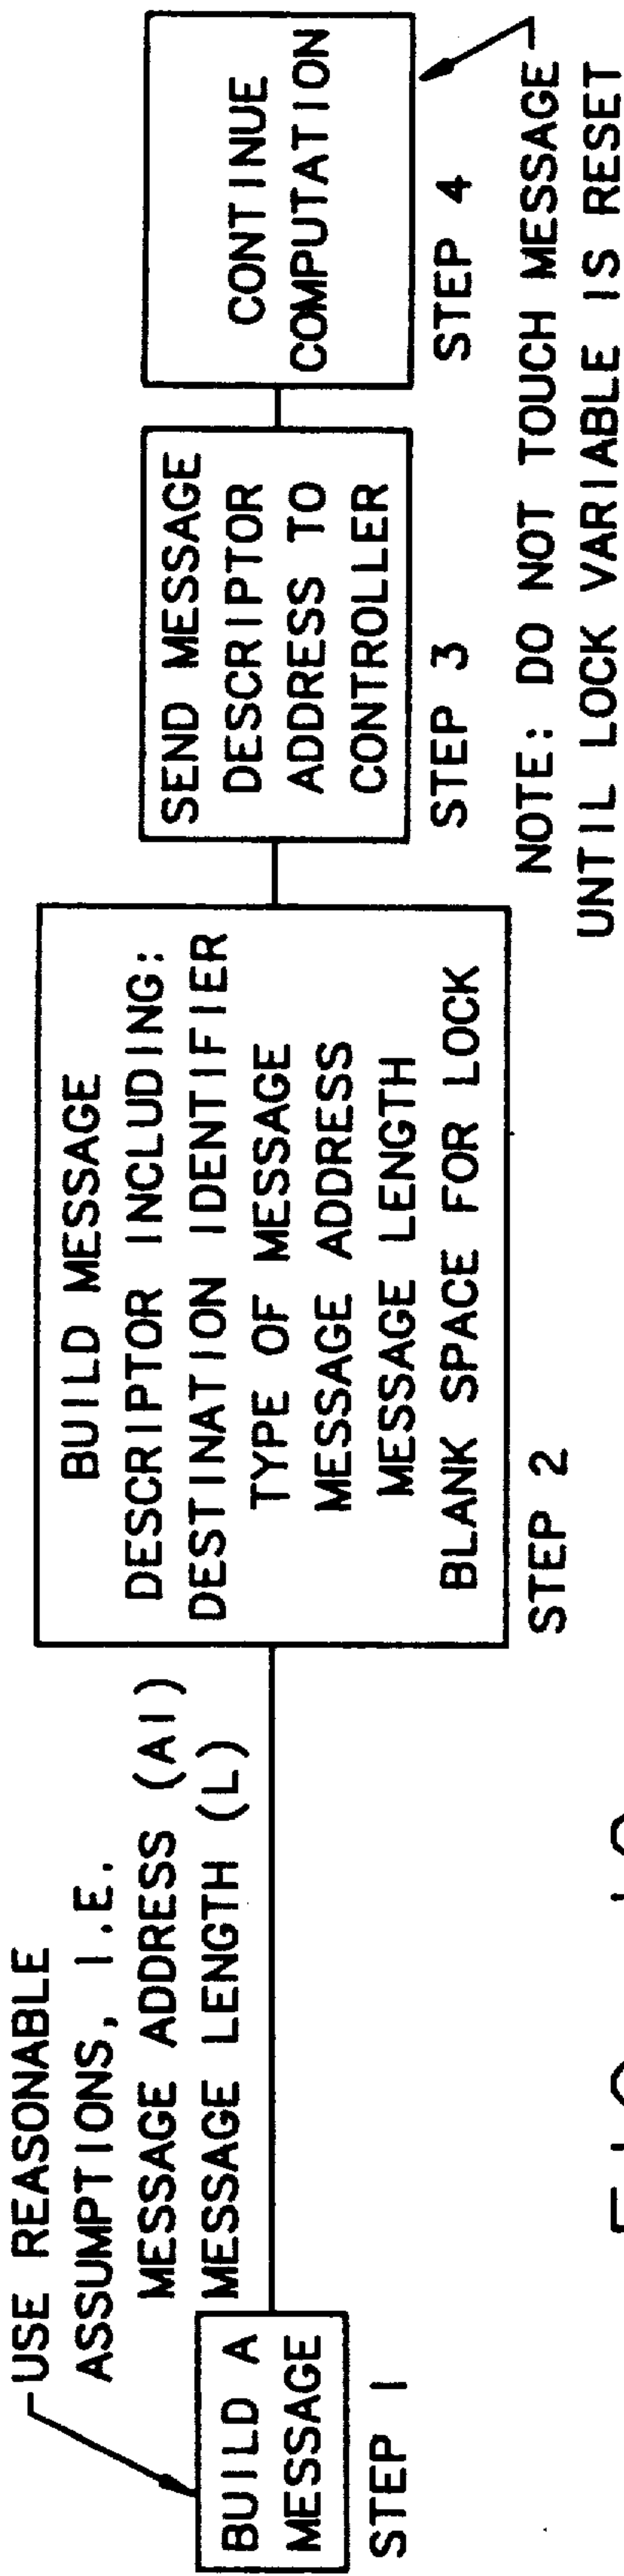 USE REASONABLE
ASSUMPTIONS, I.E.
MESSAGE ADDRESS (A1)
MESSAGE LENGTH (L)
BUILD A
MESSAGE
STEP 1
BUILD MESSAGE
DESCRIPTOR INCLUDING:
DESTINATION IDENTIFIER
TYPE OF MESSAGE
MESSAGE ADDRESS
MESSAGE LENGTH
BLANK SPACE FOR LOCK
STEP 2
SEND MESSAGE
DESCRIPTOR
ADDRESS TO
CONTROLLER
STEP 3
CONTINUE
COMPUTATION
STEP 4
NOTE: DO NOT TOUCH MESSAGE
UNTIL LOCK VARIABLE IS RESET